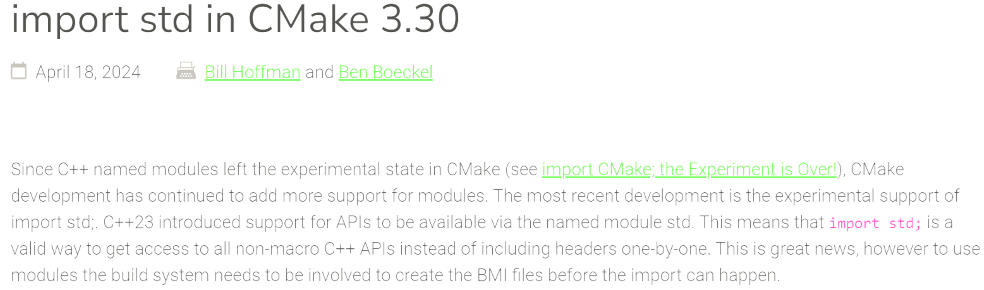 import std in CMake 3.30
April 18, 2024 Bill Hoffman and Ben Boeckel
Since C++ named modules left the experimental state in CMake (see import CMake; the Experiment is Over!), CMake
development has continued to add more support for modules. The most recent development is the experimental support of
import std;. C++23 introduced support for APIs to be available via the named module std. This means that import std; is a
valid way to get access to all non-macro C++ APIs instead of including headers one-by-one. This is great news, however to use
modules the build system needs to be involved to create the BMI files before the import can happen.